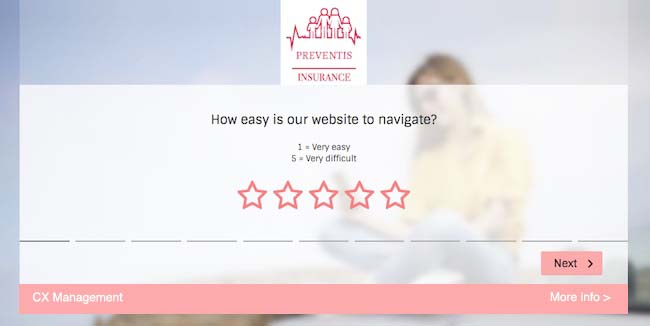 PREVENTIS
INSURANCE
How easy is our website to navigate?
1 = Very easy
5 = Very difficult
Next >
CX Management
More info >